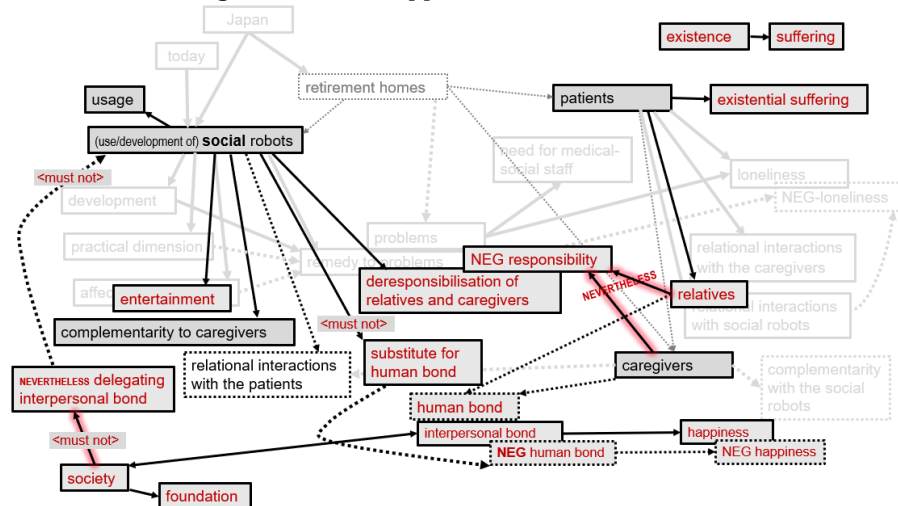 Japan
existence
suffering
today
retirement homes
usage
patients
existential suffering
(use/development of) social robots
need for medical-
social staff
<must not>
loneliness
development
NEG-loneliness
problems
practical dimension
relational interactions
with the caregivers
remedy to problems
NEG responsibility
NEVERTHELESS
deresponsibilisation of
relatives and caregivers
entertainment
relatives
relational interactions
with social robots
complementarity to caregivers
<must not>
relational interactions
with the patients
substitute for
human bond
caregivers
complementarity
with the social
robots
NEVERTHELESS delegating
interpersonal bond
human bond
<must not>
interpersonal bond
happiness
NEG human bond
NEG happiness
society
foundation